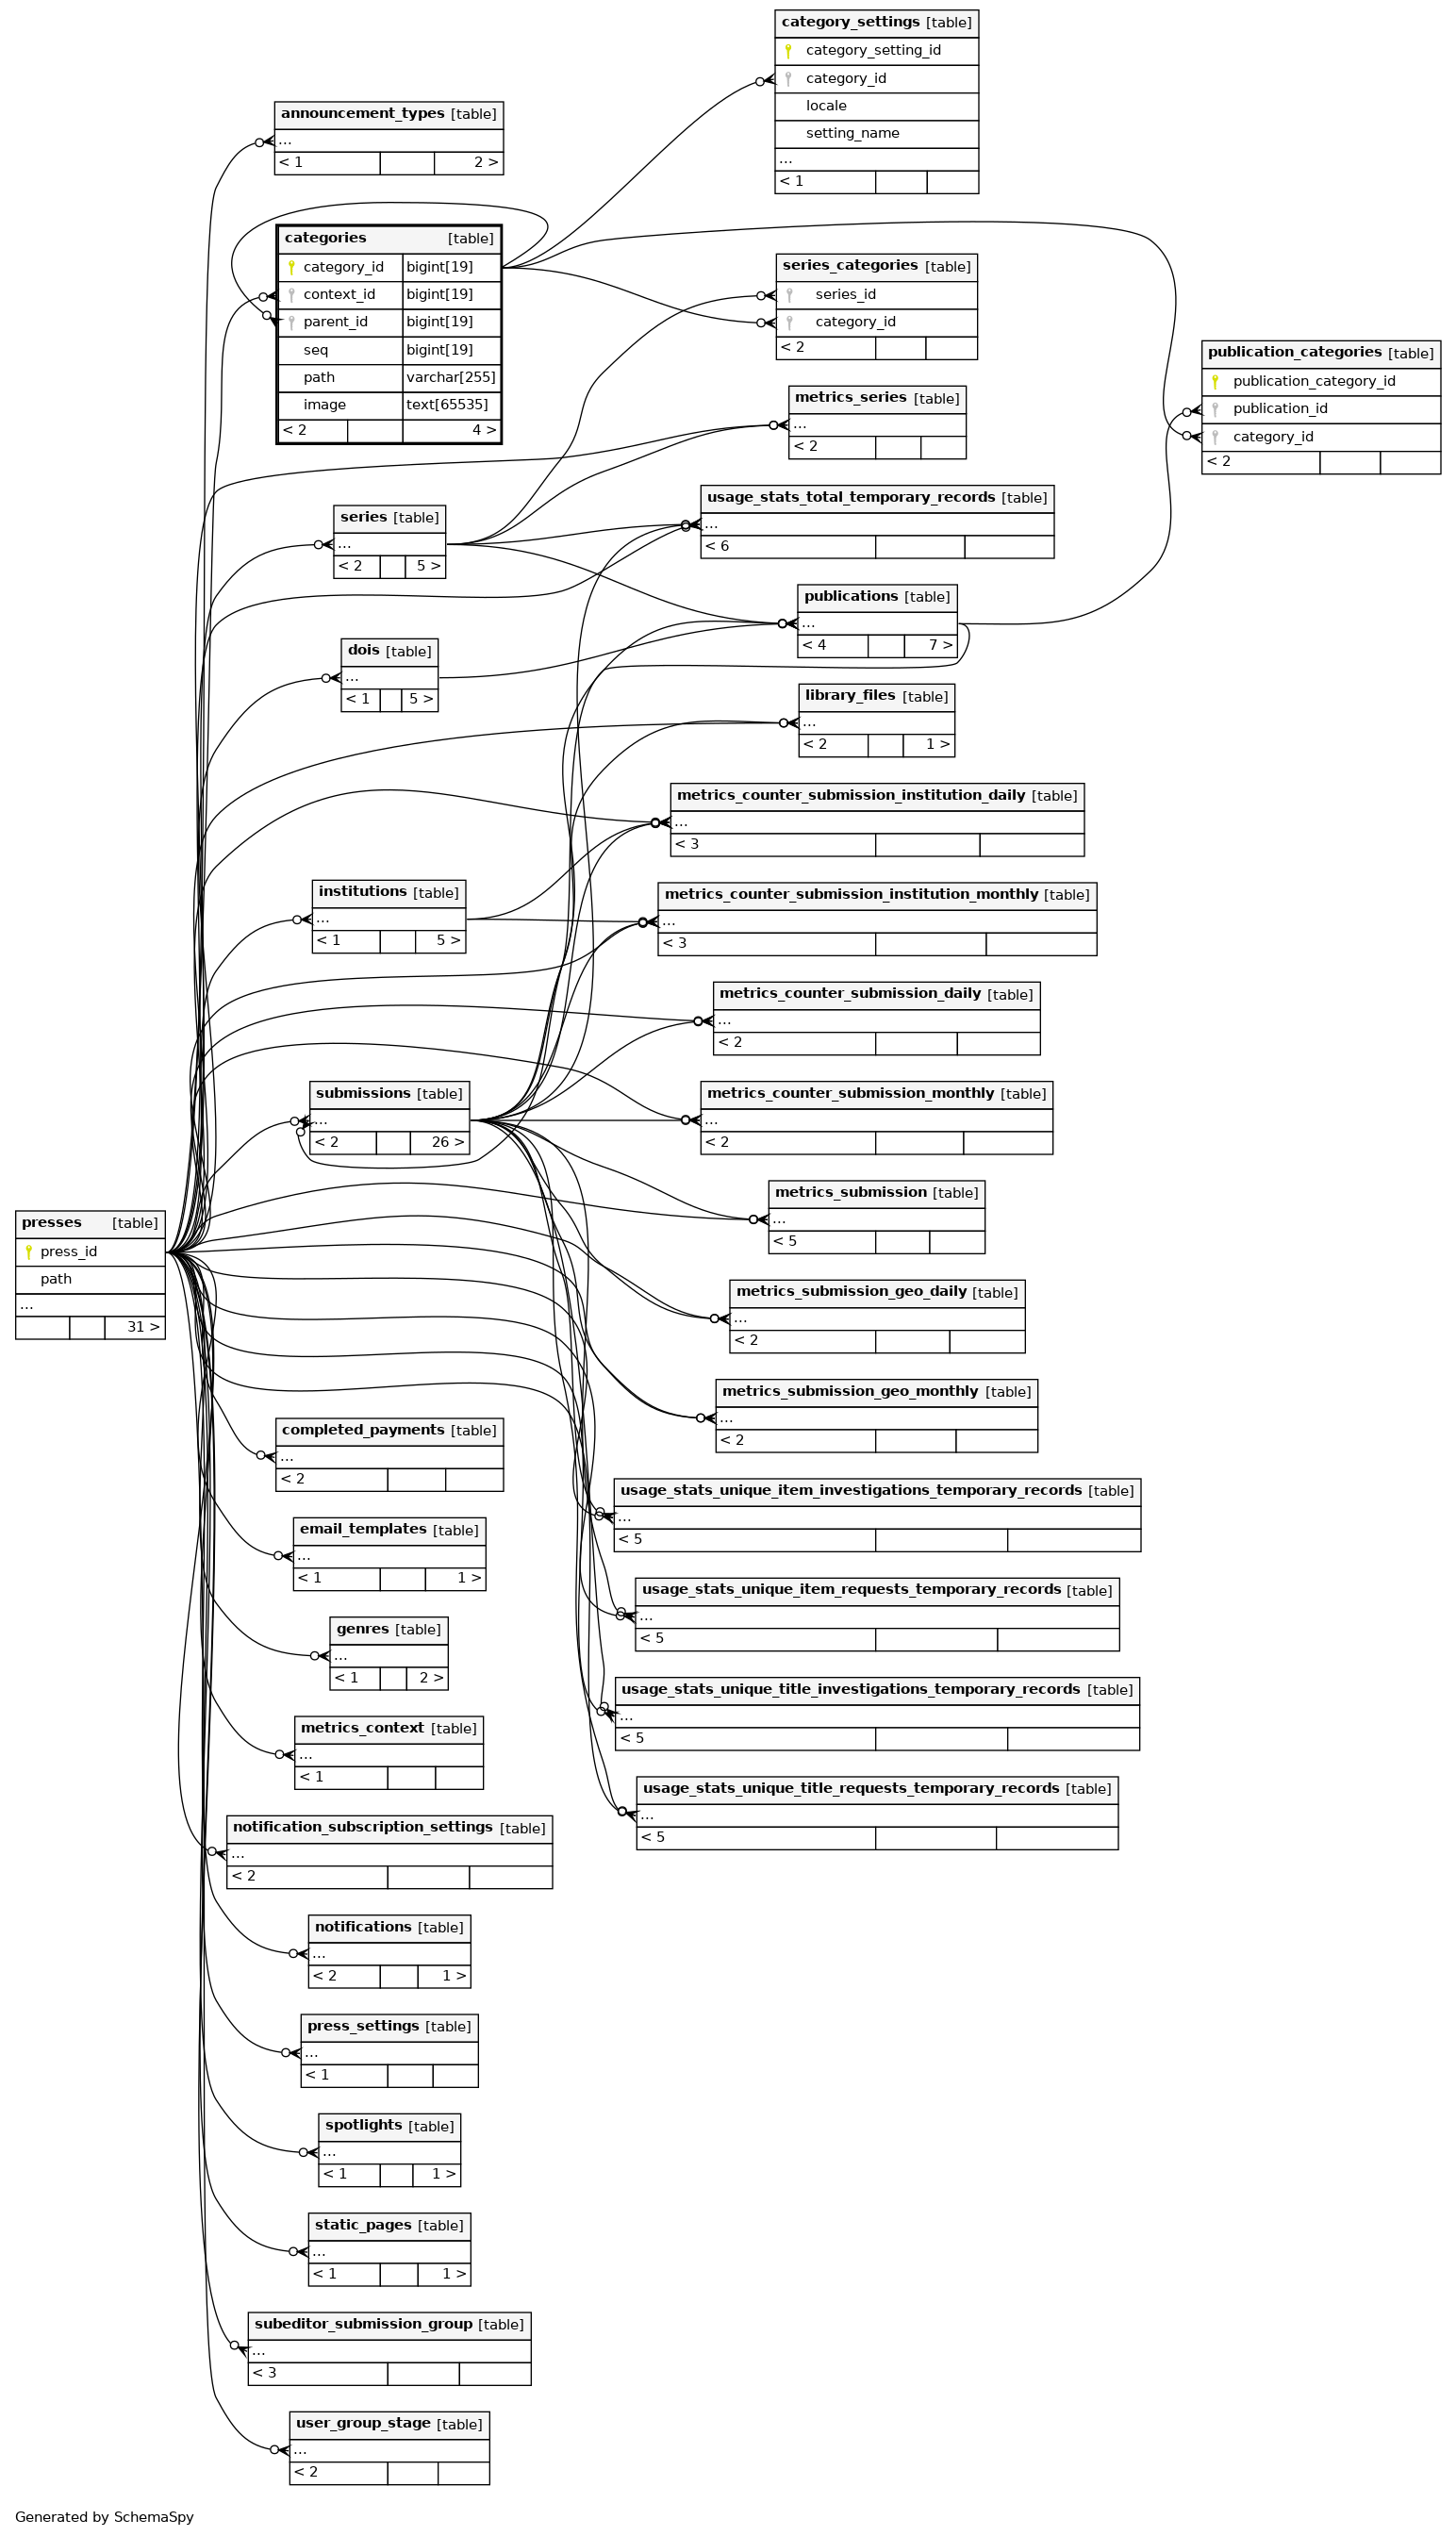 category_settings [table]
category_setting_id
category_id
locale
setting_name
...
< 1
announcement_types [table]
...
< 1 2 >
categories [table]
category_id bigint[19]
context_id bigint[19]
parent_id bigint[19]
seq bigint[19]
path varchar[255]
image text[65535]
< 2 4 >
series_categories [table]
series_id
category_id
< 2
publication_categories [table]
publication_category_id
publication_id
category_id
< 2
metrics_series [table]
...
< 2
usage_stats_total_temporary_records [table]
...
< 6
series [table]
...
< 2 5 >
publications [table]
...
< 4 7 >
dois [table]
...
< 1 5 >
library_files [table]
...
< 2 1 >
metrics_counter_submission_institution_daily [table]
...
< 3
institutions [table]
...
< 1 5 >
metrics_counter_submission_institution_monthly [table]
...
< 3
metrics_counter_submission_daily [table]
...
< 2
submissions [table]
...
< 2 26 >
metrics_counter_submission_monthly [table]
...
< 2
metrics_submission [table]
...
< 5
presses [table]
press_id
path
...
31 >
metrics_submission_geo_daily [table]
...
< 2
metrics_submission_geo_monthly [table]
...
< 2
completed_payments [table]
...
< 2
usage_stats_unique_item_investigations_temporary_records [table]
...
< 5
email_templates [table]
...
< 1 1 >
usage_stats_unique_item_requests_temporary_records [table]
...
< 5
genres [table]
...
< 1 2 >
usage_stats_unique_title_investigations_temporary_records [table]
...
< 5
metrics_context [table]
...
< 1
usage_stats_unique_title_requests_temporary_records [table]
...
< 5
notification_subscription_settings [table]
...
< 2
notifications [table]
...
< 2 1 >
press_settings [table]
...
< 1
spotlights [table]
...
< 1 1 >
static_pages [table]
...
< 1 1 >
subeditor_submission_group [table]
...
< 3
user_group_stage [table]
...
< 2
Generated by SchemaSpy